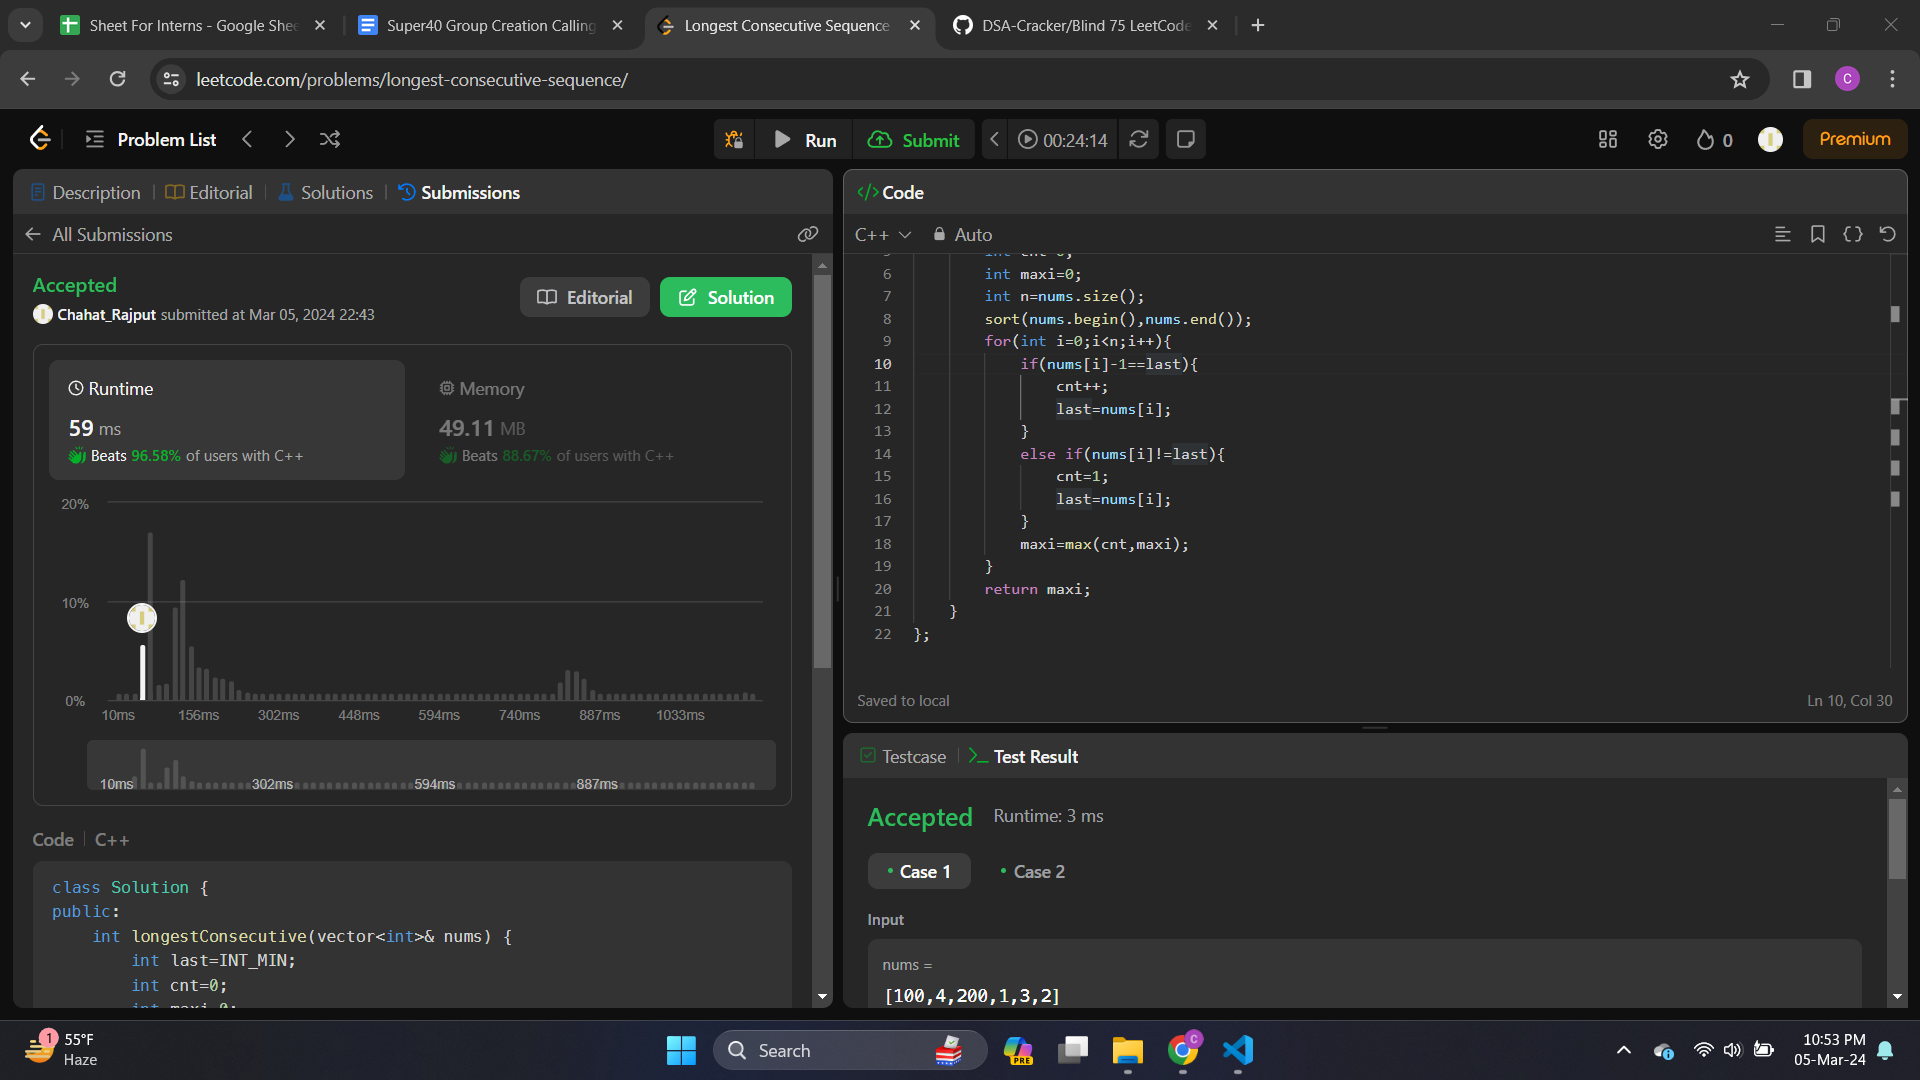 Sheet For Interns - Google Shee
Super40 Group Creation Calling
Longest Consecutive Sequence
DSA-Cracker/Blind 75 LeetCode
leetcode.com/problems/longest-consecutive-sequence/
C
Problem List
Run
Submit
00:24:14
0
Premium
Description
Editorial
Solutions
Submissions
All Submissions
Accepted
Chahat_Rajput submitted at Mar 05, 2024 22:43
Editorial
Solution
Runtime
59 ms
Beats 96.58% of users with C++
Memory
49.11 MB
Beats 88.67% of users with C++
20%
10%
0%
10ms 156ms 302ms 448ms 594ms 740ms 887ms 1033ms
10ms 302ms 594ms 887ms
Code C++
class Solution {
public:
int longestConsecutive(vector<int>& nums) {
int last=INT_MIN;
int cnt=0;
int maxi=0;
</> Code
C++ Auto
5 int cnt=0;
6 int maxi=0;
7 int n=nums.size();
8 sort(nums.begin(),nums.end());
9 for(int i=0;i<n;i++){
10 if(nums[i]-1==last){
11 cnt++;
12 last=nums[i];
13 }
14 else if(nums[i]!=last){
15 cnt=1;
16 last=nums[i];
17 }
18 maxi=max(cnt,maxi);
19 }
20 return maxi;
21 }
22 };
Saved to local
Ln 10, Col 30
Testcase
Test Result
Accepted Runtime: 3 ms
Case 1
Case 2
Input
nums =
[100,4,200,1,3,2]
1
55°F
Haze
Search
PRE
C
10:53 PM
05-Mar-24